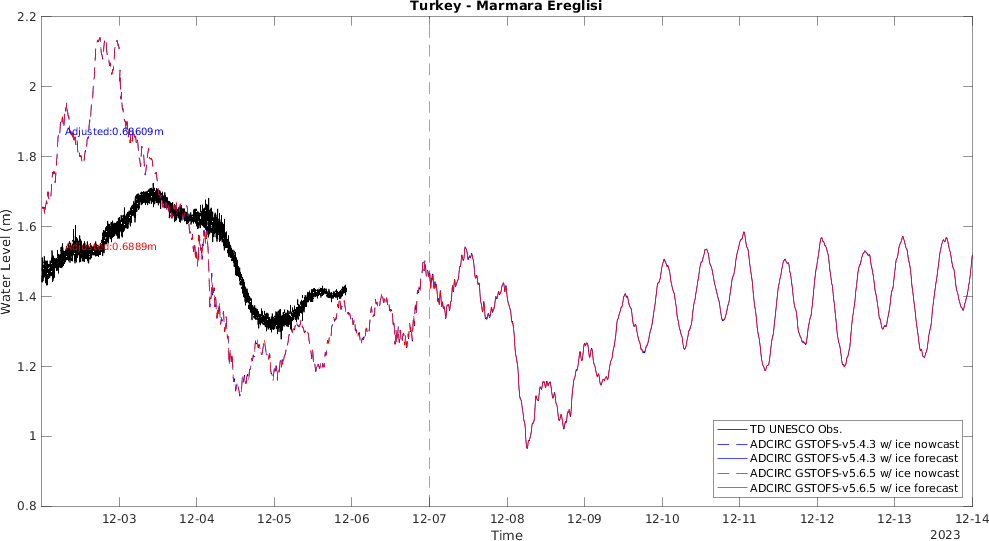 Turkey - Marmara Ereglisi
2.2
2
1.8
1.6
1.4
1.2
1
0.8
Water Level (m)
Adjusted:0.68609m
Adjusted:0.6889m
TD UNESCO Obs.
ADCIRC GSTOFS-v5.4.3 w/ ice nowcast
ADCIRC GSTOFS-v5.4.3 w/ ice forecast
ADCIRC GSTOFS-v5.6.5 w/ ice nowcast
ADCIRC GSTOFS-v5.6.5 w/ ice forecast
12-03 12-04 12-05 12-06 12-07 12-08 12-09 12-10 12-11 12-12 12-13 12-14
Time
2023